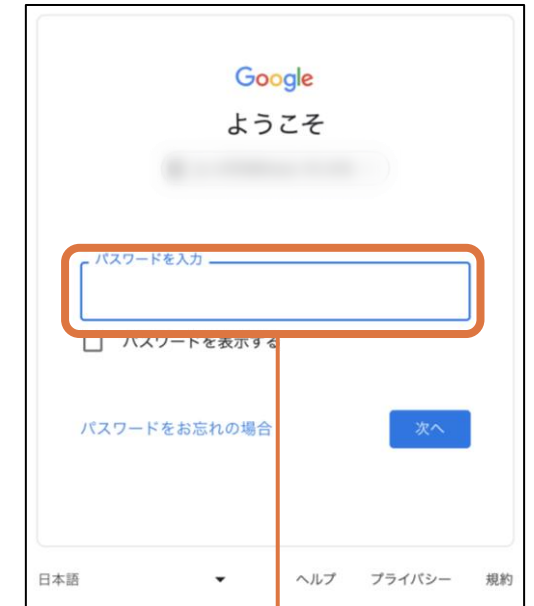 Google
ようこそ
パスワードを入力
パスワードを表示する
パスワードをお忘れの場合
次へ
日本語 ヘルプ プライバシー 規約